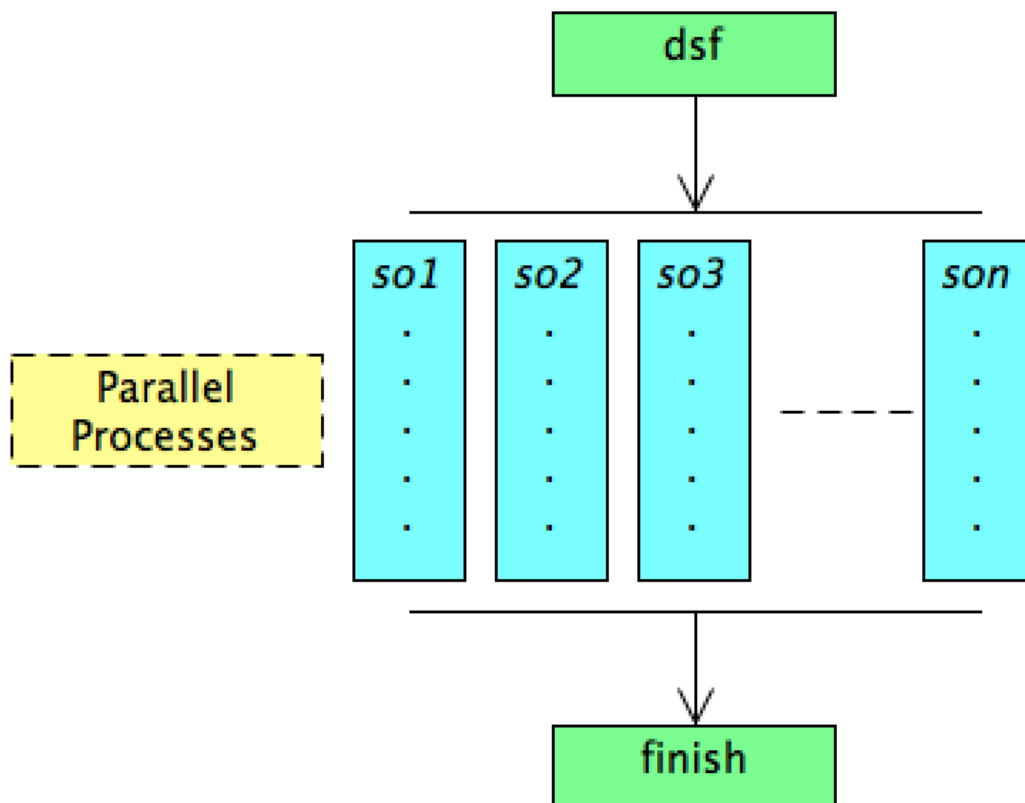 dsf
so1 so2 so3 son
. . . .
. . . .
Parallel
Processes
. . . .
. . . .
. . . .
finish